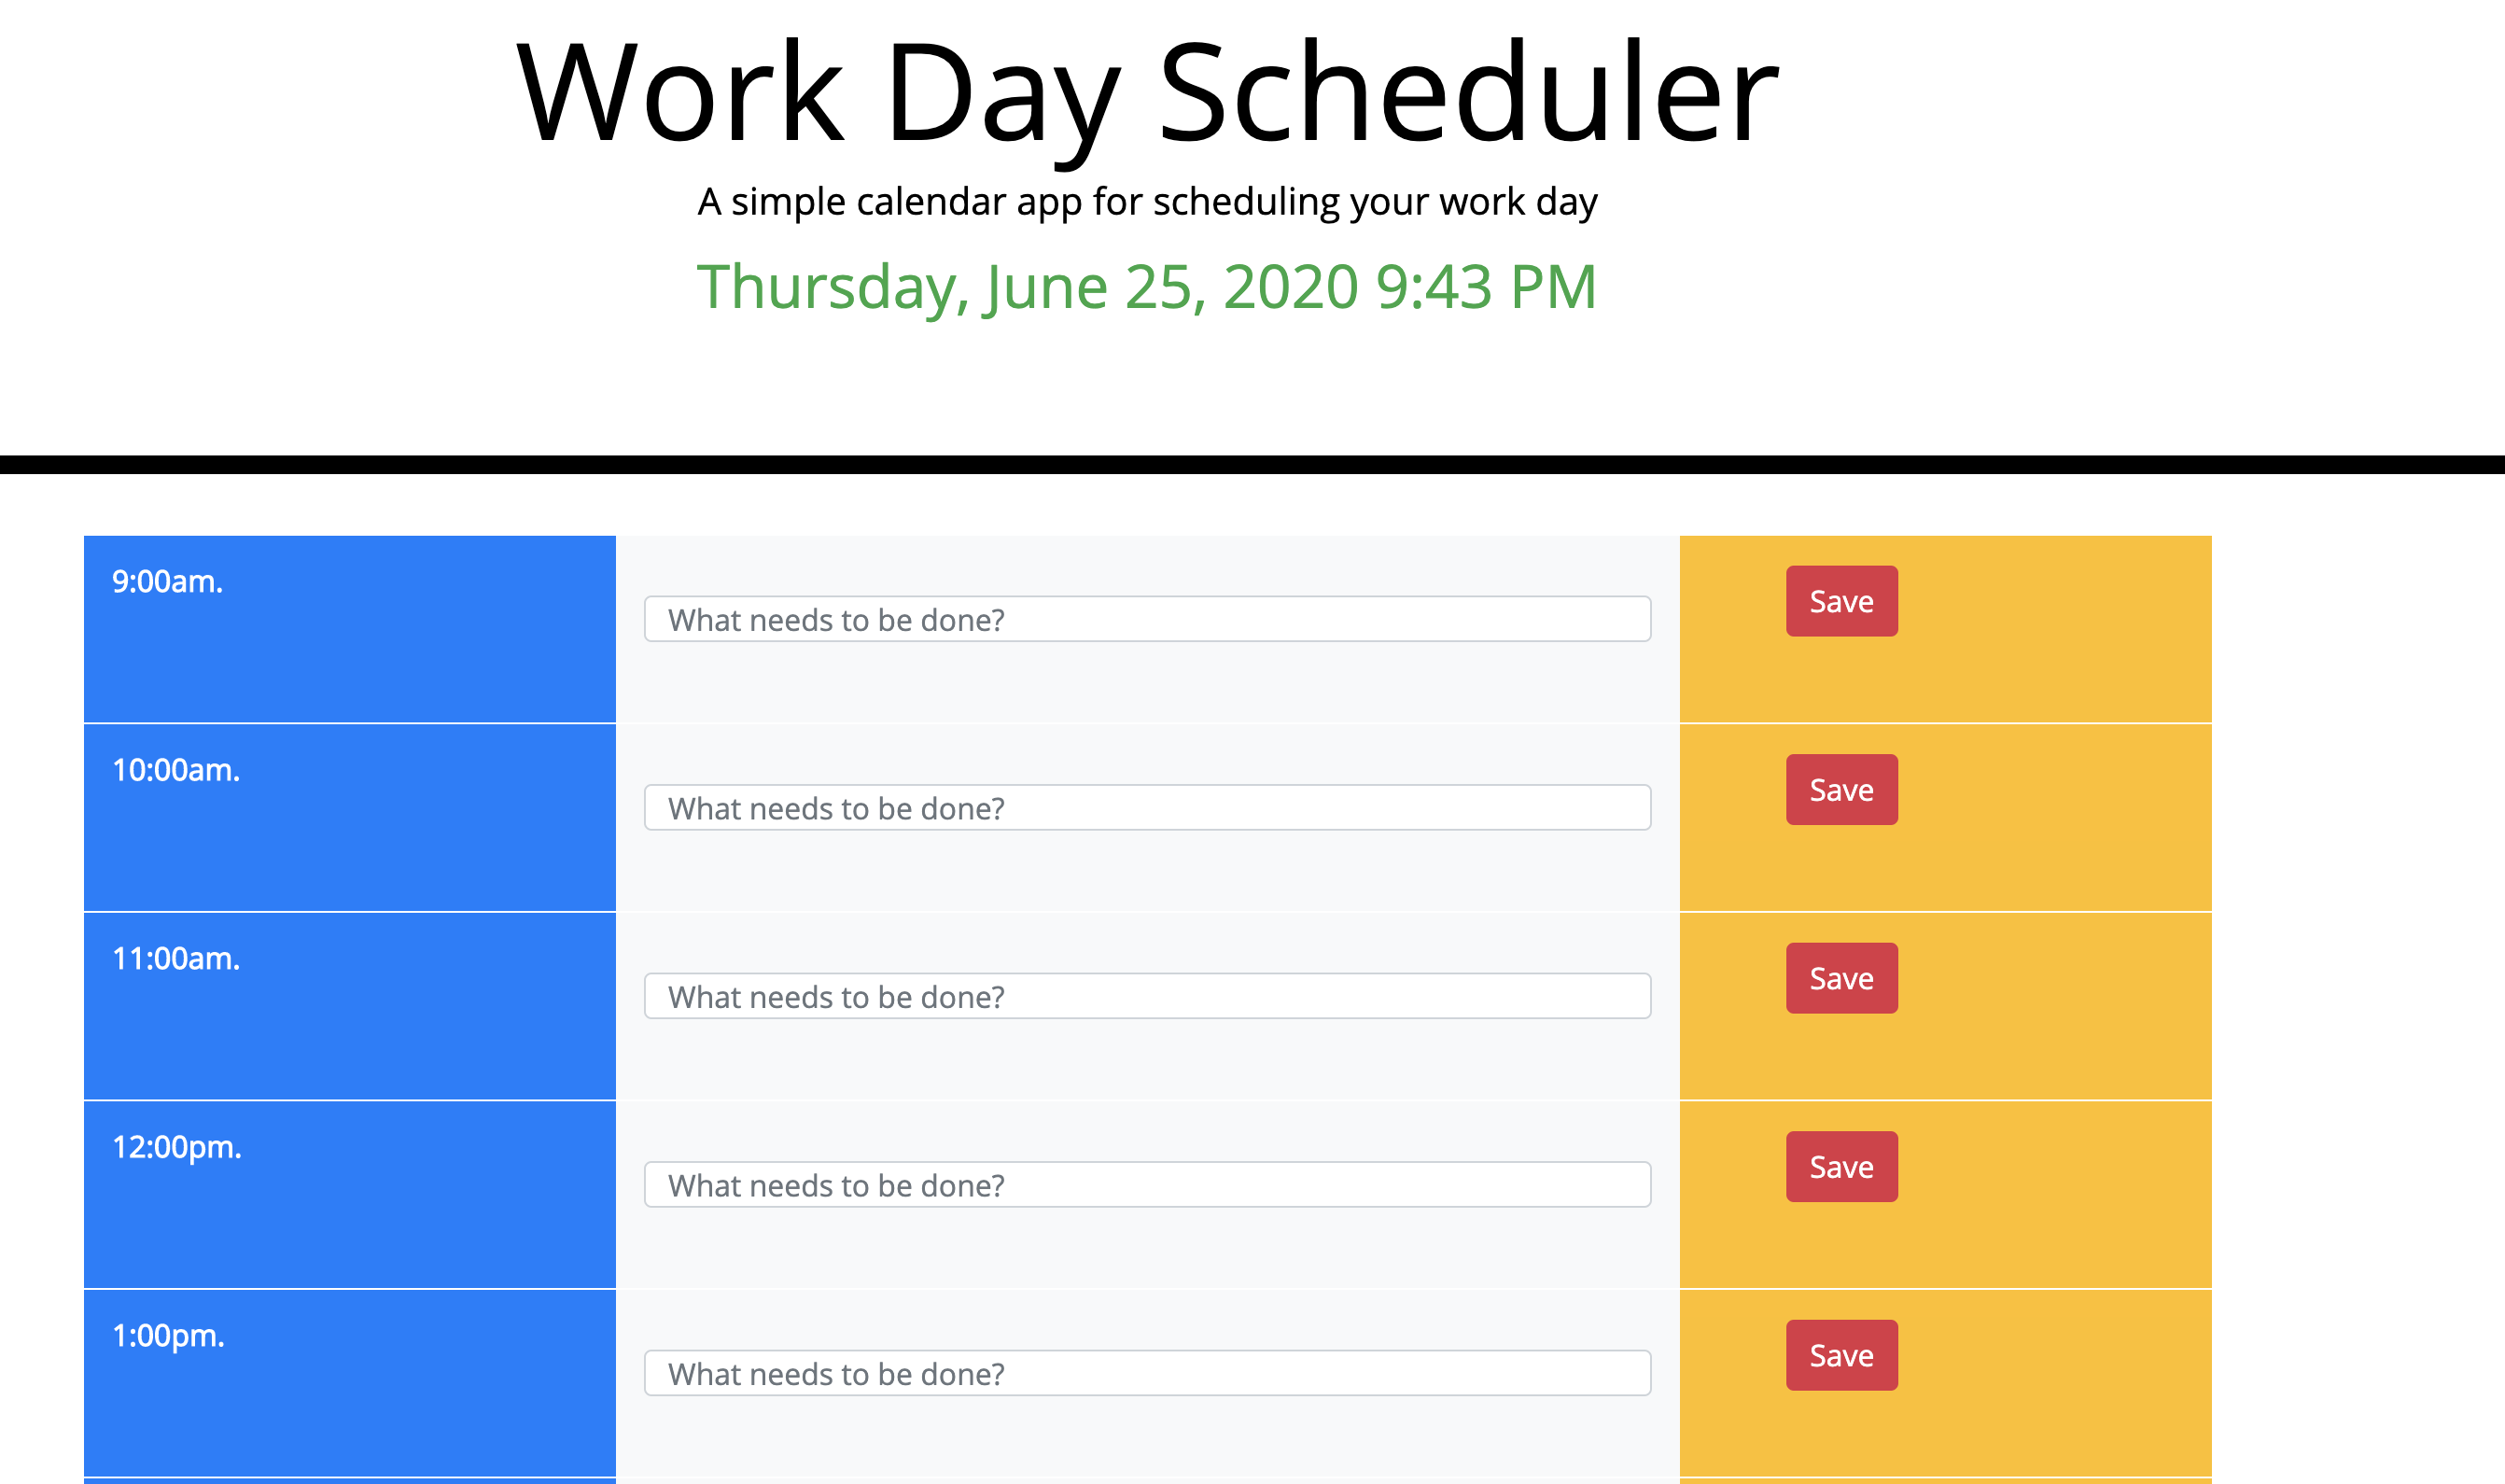 Work Day Scheduler
A simple calendar app for scheduling your work day
Thursday, June 25, 2020 9:43 PM
9:00am.
What needs to be done?
Save
10:00am.
What needs to be done?
Save
11:00am.
What needs to be done?
Save
12:00pm.
What needs to be done?
Save
1:00pm.
What needs to be done?
Save